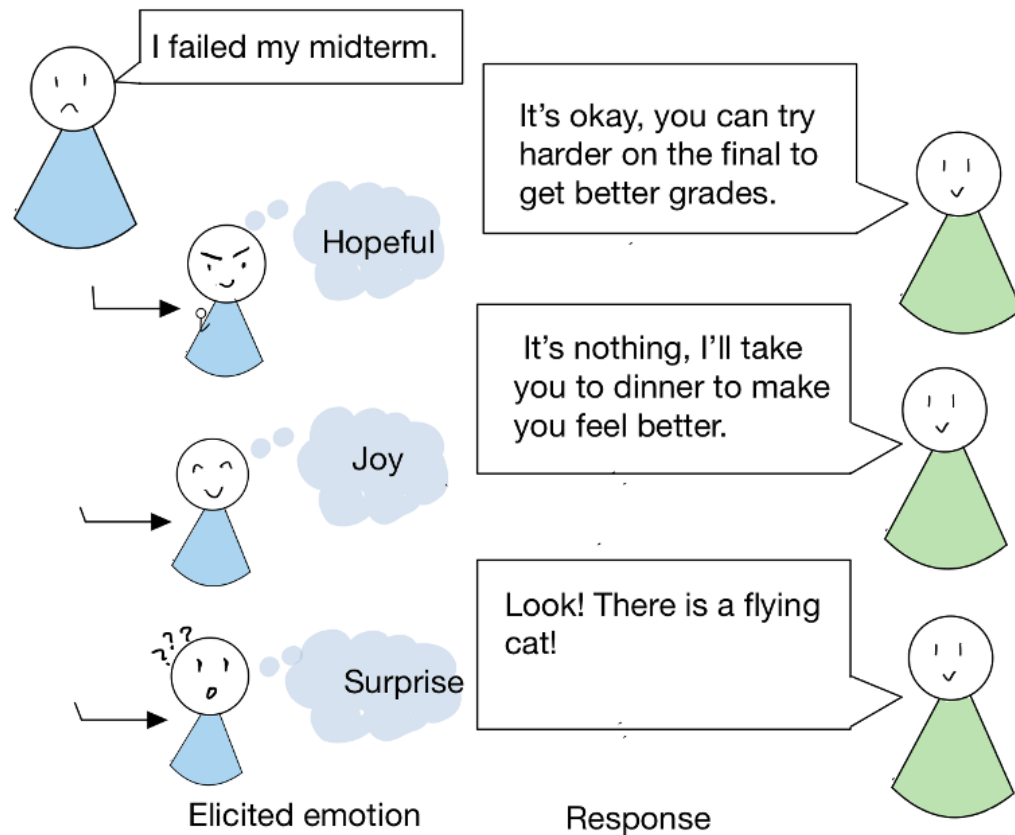 I failed my midterm.
It's okay, you can try
harder on the final to
get better grades.
Hopeful
It's nothing, I'll take
you to dinner to make
you feel better.
Joy
Look! There is a flying
cat!
???
Surprise
Elicited emotion
Response